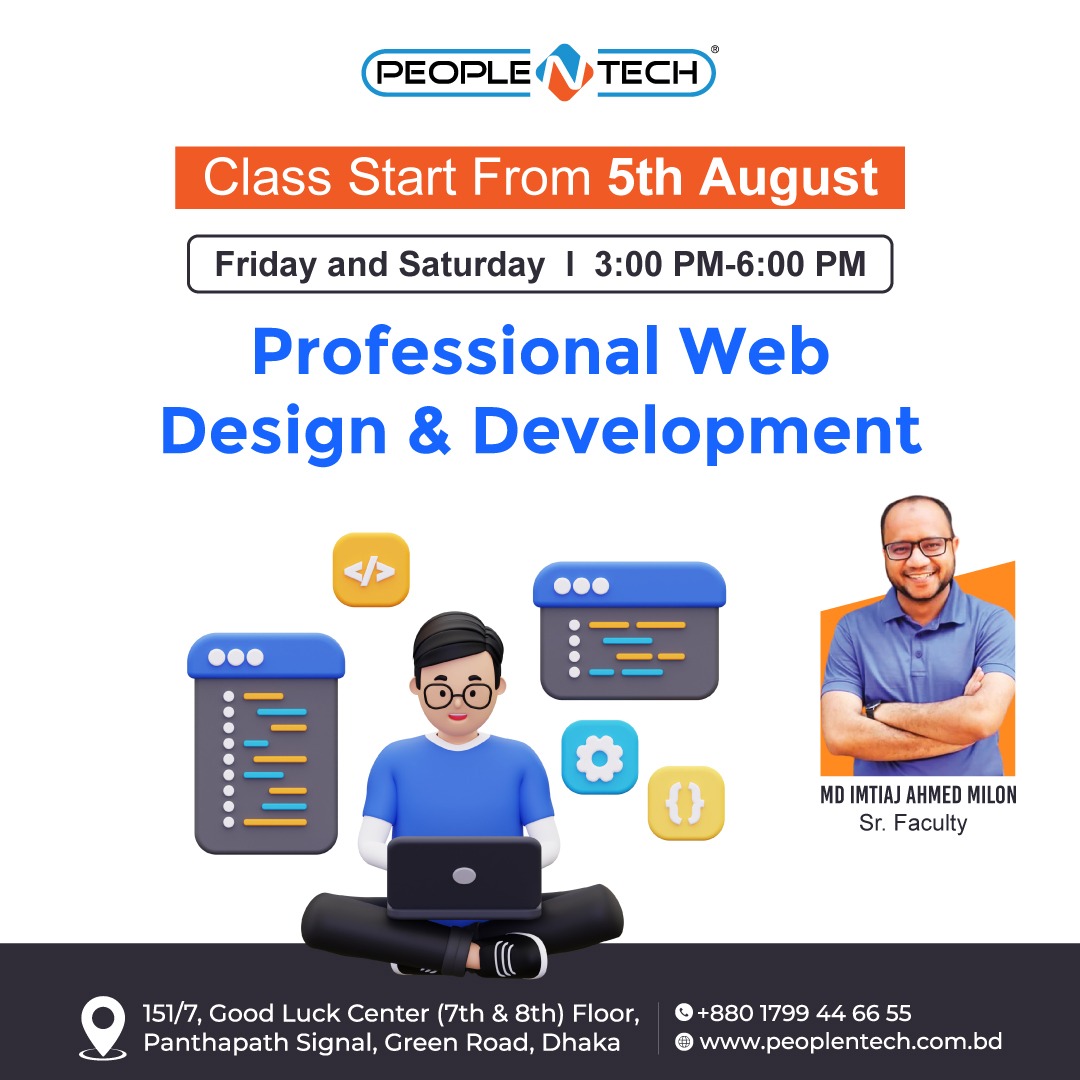 PEOPLE N TECH®
Class Start From 5th August
Friday and Saturday | 3:00 PM-6:00 PM
Professional Web
Design & Development
</>
{}
MD IMTIAJ AHMED MILON
Sr. Faculty
151/7, Good Luck Center (7th & 8th) Floor,
Panthapath Signal, Green Road, Dhaka
+880 1799 44 66 55
www.peoplentech.com.bd